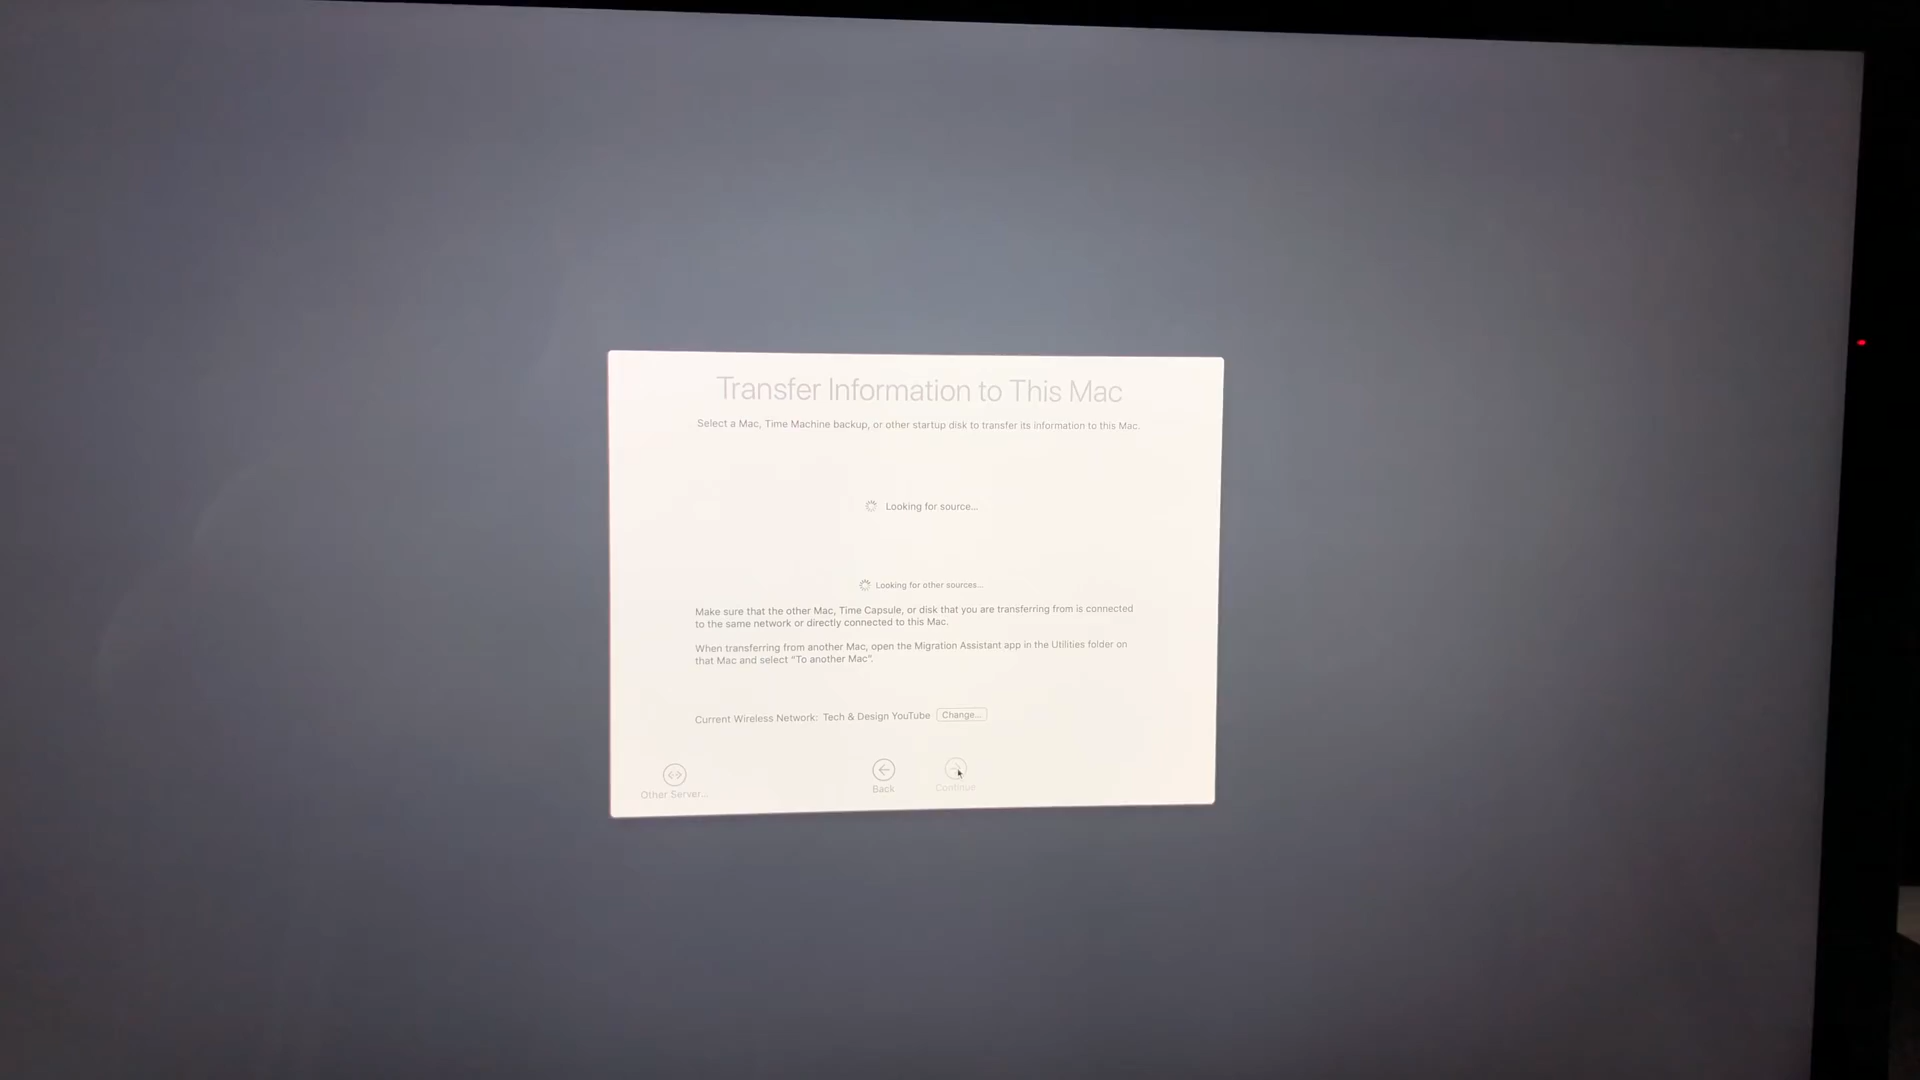 Transfer Information to This Mac
Select a Mac, Time Machine backup, or other startup disk to transfer its information to this Mac.
Looking for source...
Looking for other sources...
Make sure that the other Mac, Time Capsule, or disk that you are transferring from is connected
to the same network or directly connected to this Mac.
When transferring from another Mac, open the Migration Assistant app in the Utilities folder on
that Mac and select “To another Mac”.
Current Wireless Network: Tech & Design YouTube Change...
Other Server...
Back
Continue